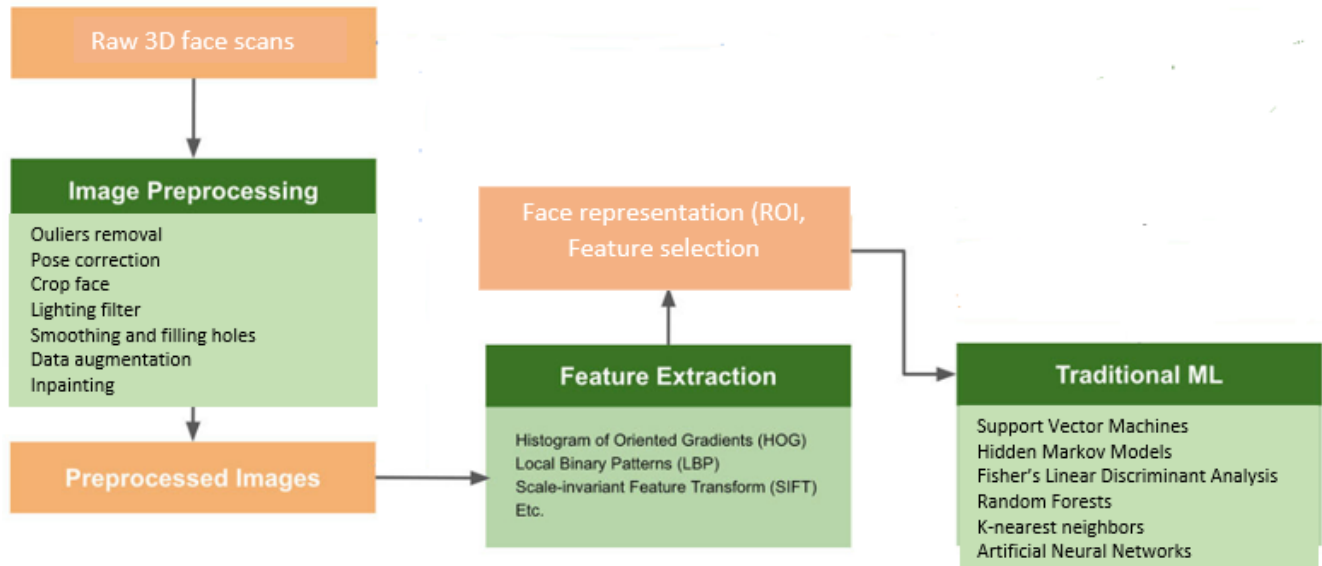 Raw 3D face scans
Image Preprocessing
Ouliers removal
Pose correction
Crop face
Lighting filter
Smoothing and filling holes
Data augmentation
Inpainting
Preprocessed Images
Feature Extraction
Histogram of Oriented Gradients (HOG)
Local Binary Patterns (LBP)
Scale-invariant Feature Transform (SIFT)
Etc.
Face representation (ROI,
Feature selection
Traditional ML
Support Vector Machines
Hidden Markov Models
Fisher's Linear Discriminant Analysis
Random Forests
K-nearest neighbors
Artificial Neural Networks